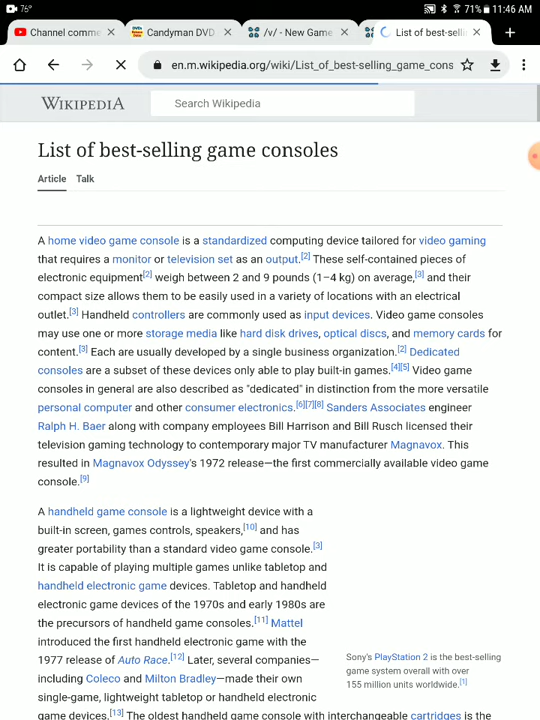 76°
71% 11:46 AM
Channel comme
Candyman DVD
/v/ - New Game
List of best-selli
en.m.wikipedia.org/wiki/List_of_best-selling_game_cons
WIKIPEDIA
Search Wikipedia
List of best-selling game consoles
Article Talk
A home video game console is a standardized computing device tailored for video gaming
that requires a monitor or television set as an output.[2] These self-contained pieces of
electronic equipment[2] weigh between 2 and 9 pounds (1–4 kg) on average,[3] and their
compact size allows them to be easily used in a variety of locations with an electrical
outlet.[3] Handheld controllers are commonly used as input devices. Video game consoles
may use one or more storage media like hard disk drives, optical discs, and memory cards for
content.[3] Each are usually developed by a single business organization.[2] Dedicated
consoles are a subset of these devices only able to play built-in games.[4][5] Video game
consoles in general are also described as "dedicated" in distinction from the more versatile
personal computer and other consumer electronics.[6][7][8] Sanders Associates engineer
Ralph H. Baer along with company employees Bill Harrison and Bill Rusch licensed their
television gaming technology to contemporary major TV manufacturer Magnavox. This
resulted in Magnavox Odyssey's 1972 release—the first commercially available video game
console.[9]
A handheld game console is a lightweight device with a
built-in screen, games controls, speakers,[10] and has
greater portability than a standard video game console.[3]
It is capable of playing multiple games unlike tabletop and
handheld electronic game devices. Tabletop and handheld
electronic game devices of the 1970s and early 1980s are
the precursors of handheld game consoles.[11] Mattel
introduced the first handheld electronic game with the
1977 release of Auto Race.[12] Later, several companies—
including Coleco and Milton Bradley—made their own
single-game, lightweight tabletop or handheld electronic
game devices.[13] The oldest handheld game console with interchangeable cartridges is the
Sony's PlayStation 2 is the best-selling
game system overall with over
155 million units worldwide.[1]